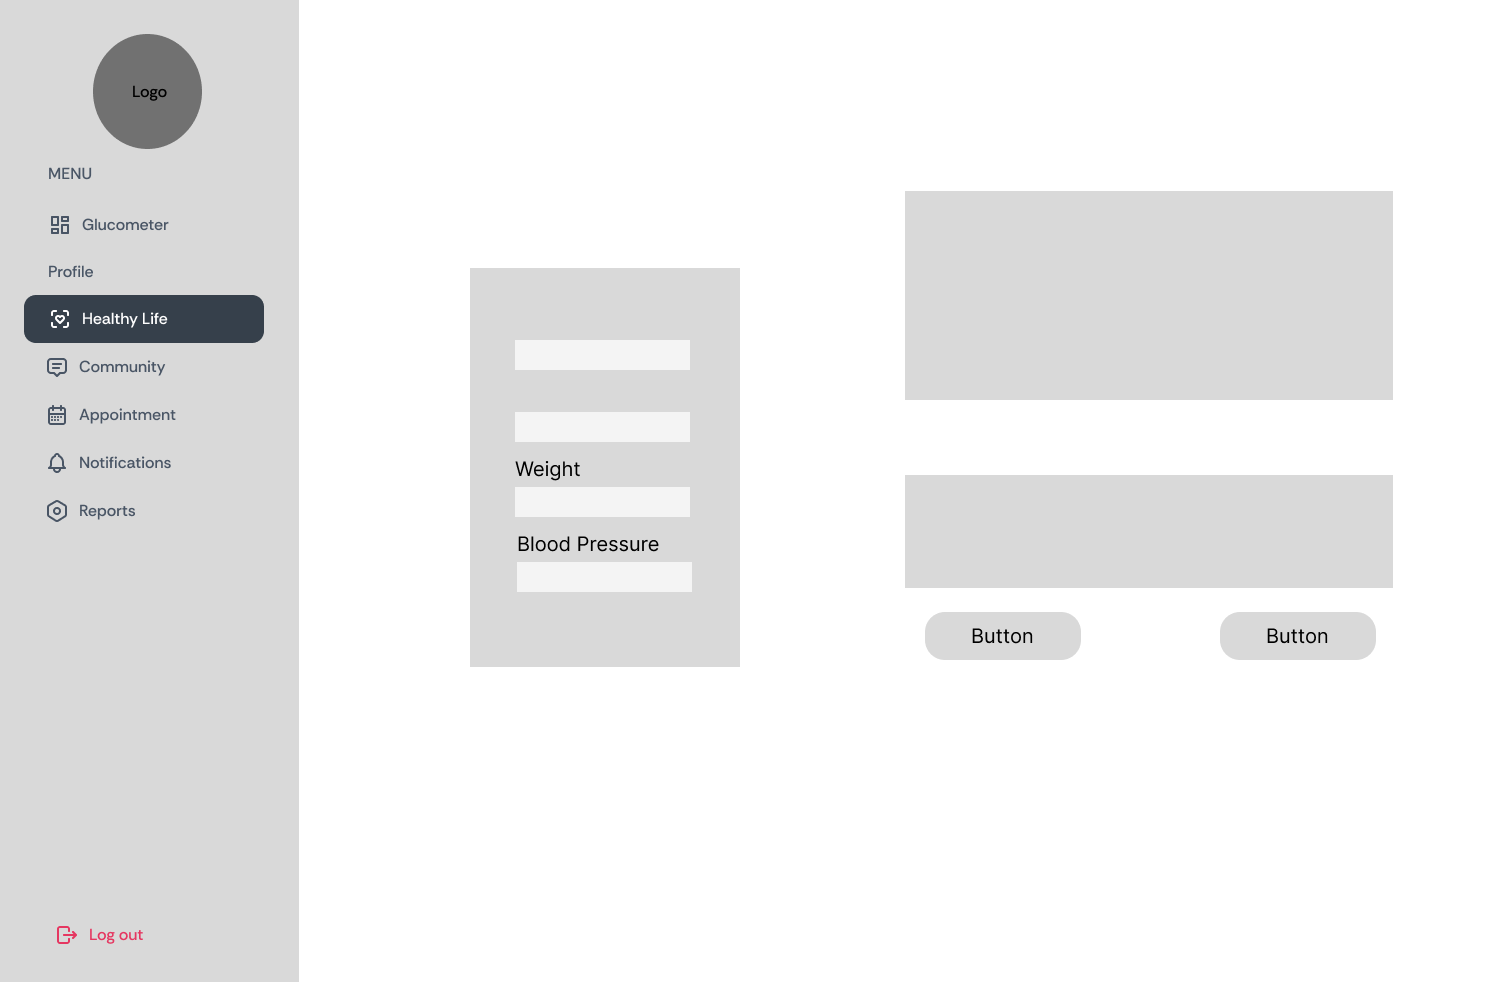 Logo
MENU
Glucometer
Profile
Healthy Life
Community
Appointment
Notifications
Reports
Log out
Weight
Blood Pressure
Button
Button